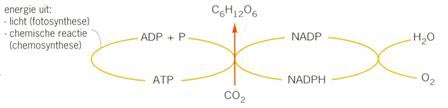 energie uit:
- licht (fotosynthese)
- chemische reactie
(chemosynthese)
C₆H₁₂O₆
ADP + P
NADP
H₂O
ATP
NADPH
O₂
CO₂